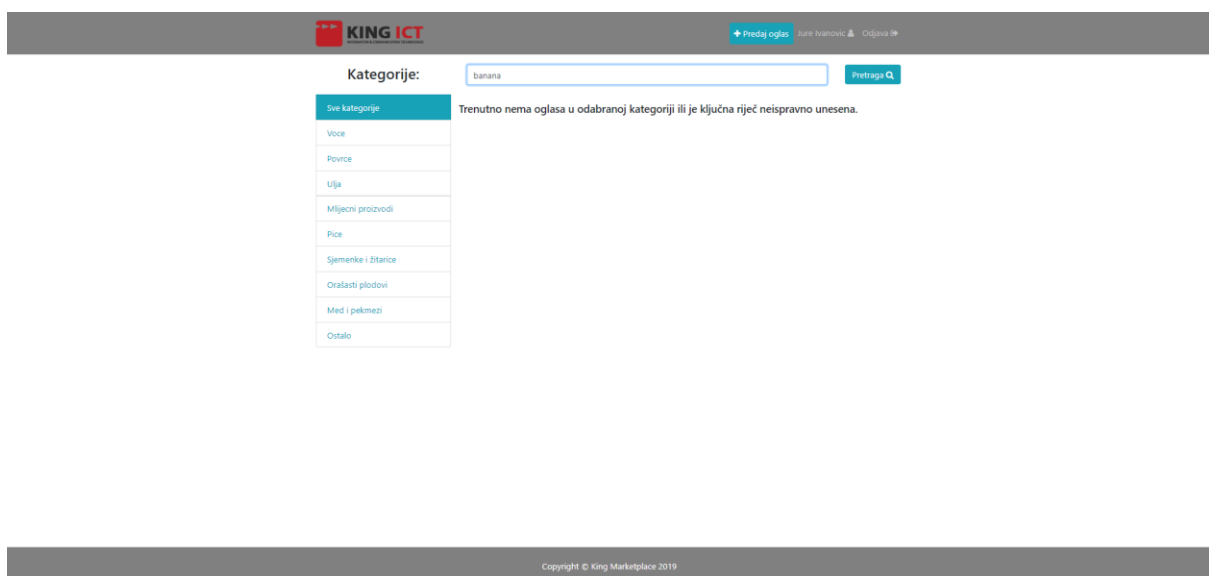 KING ICT
Predaj oglas Jure Ivanovic Odjava
Kategorije:
banana
Pretraga
Sve kategorije
Trenutno nema oglasa u odabranoj kategoriji ili je ključna riječ neispravno unesena.
Voce
Povrce
Ulja
Mlijecni proizvodi
Pice
Sjemenke i žitarice
Orašasti plodovi
Med i pekmezi
Ostalo
Copyright © King Marketplace 2019